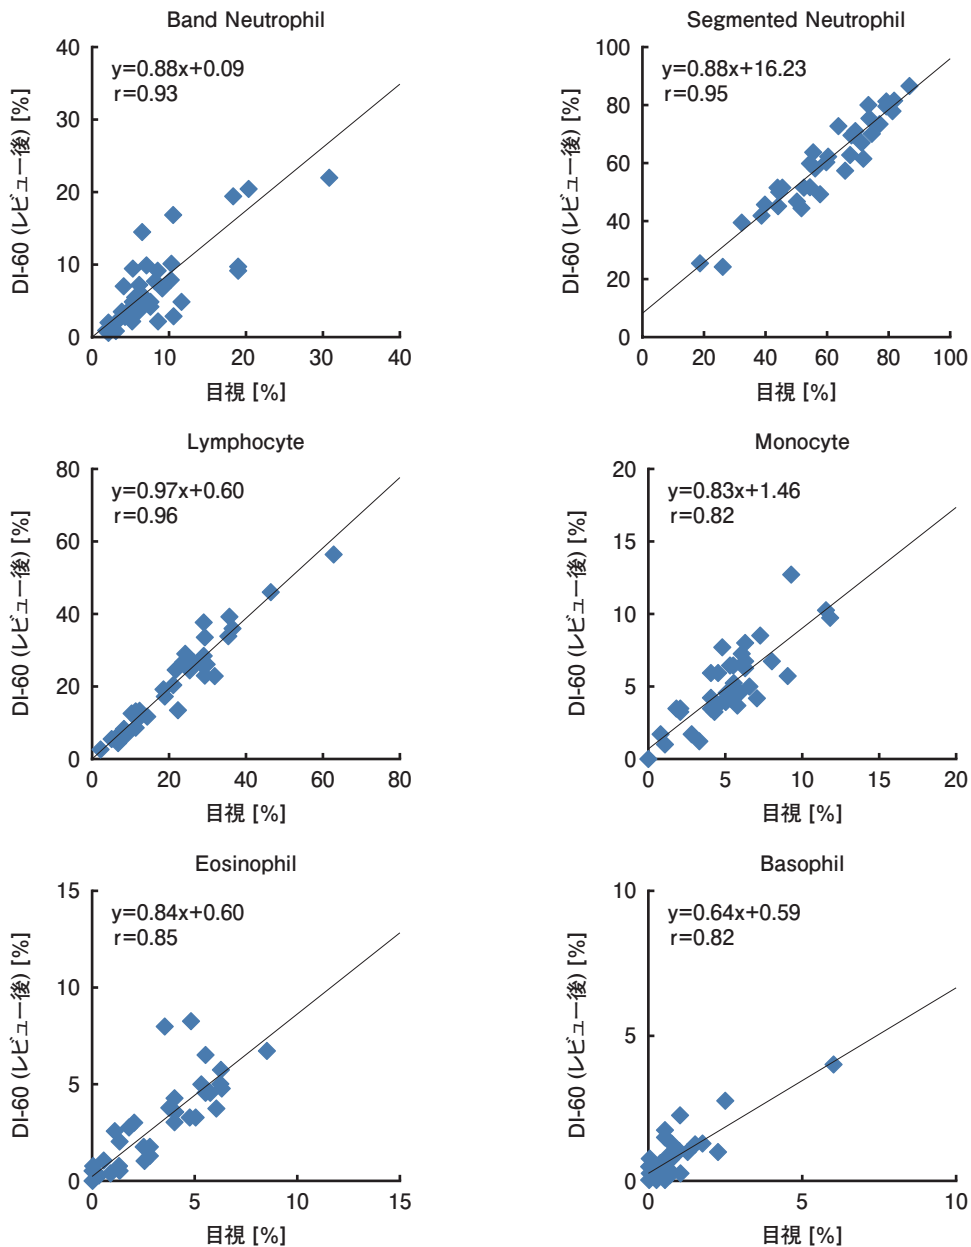 Band Neutrophil
y=0.88x+0.09
r=0.93
DI-60 (レビュー後) [%]
40
30
20
10
0
0 10 20 30 40
目視 [%]
Segmented Neutrophil
y=0.88x+16.23
r=0.95
DI-60 (レビュー後) [%]
100
80
60
40
20
0
0 20 40 60 80 100
目視 [%]
Lymphocyte
y=0.97x+0.60
r=0.96
DI-60 (レビュー後) [%]
80
60
40
20
0
0 20 40 60 80
目視 [%]
Monocyte
y=0.83x+1.46
r=0.82
DI-60 (レビュー後) [%]
20
15
10
5
0
0 5 10 15 20
目視 [%]
Eosinophil
y=0.84x+0.60
r=0.85
DI-60 (レビュー後) [%]
15
10
5
0
0 5 10 15
目視 [%]
Basophil
y=0.64x+0.59
r=0.82
DI-60 (レビュー後) [%]
10
5
0
0 5 10
目視 [%]